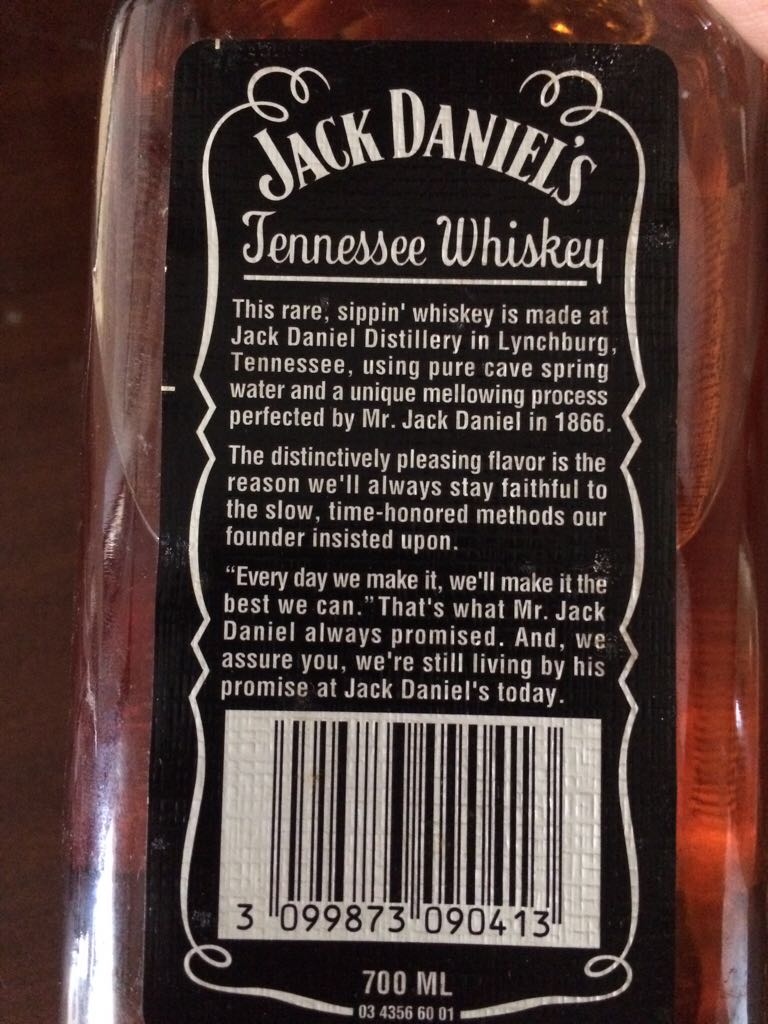 JACK DANIEL'S
Tennessee Whiskey
This rare, sippin' whiskey is made at
Jack Daniel Distillery in Lynchburg,
Tennessee, using pure cave spring
water and a unique mellowing process
perfected by Mr. Jack Daniel in 1866.
The distinctively pleasing flavor is the
reason we'll always stay faithful to
the slow, time-honored methods our
founder insisted upon.
“Every day we make it, we'll make it the
best we can.” That's what Mr. Jack
Daniel always promised. And, we
assure you, we're still living by his
promise at Jack Daniel's today.
3 099873 090413
700 ML
03 4356 60 01